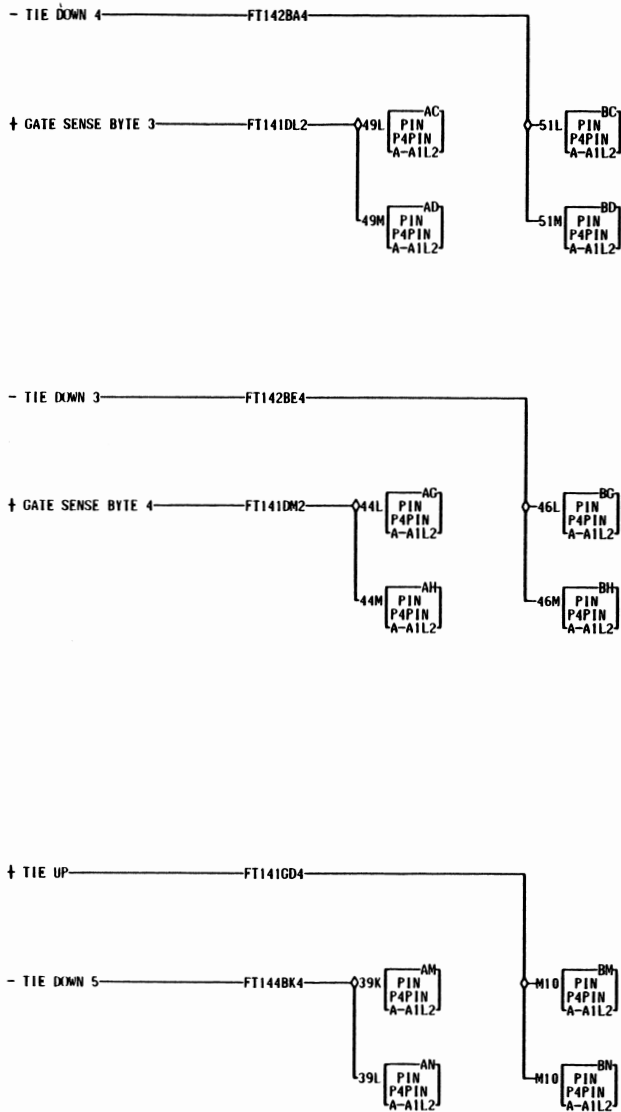 - TIE DOWN 4 FT142BA4
+ GATE SENSE BYTE 3 FT141DL2 49L AC 51L BC
PIN PIN
P4PIN P4PIN
A-A1L2 A-A1L2
49M AD 51M BD
PIN PIN
P4PIN P4PIN
A-A1L2 A-A1L2
- TIE DOWN 3 FT142BE4
+ GATE SENSE BYTE 4 FT141DM2 44L AG 46L BG
PIN PIN
P4PIN P4PIN
A-A1L2 A-A1L2
44M AH 46M BH
PIN PIN
P4PIN P4PIN
A-A1L2 A-A1L2
+ TIE UP FT141GD4
- TIE DOWN 5 FT144BK4 39K AM M10 BM
PIN PIN
P4PIN P4PIN
A-A1L2 A-A1L2
39L AN M10 BN
PIN PIN
P4PIN P4PIN
A-A1L2 A-A1L2